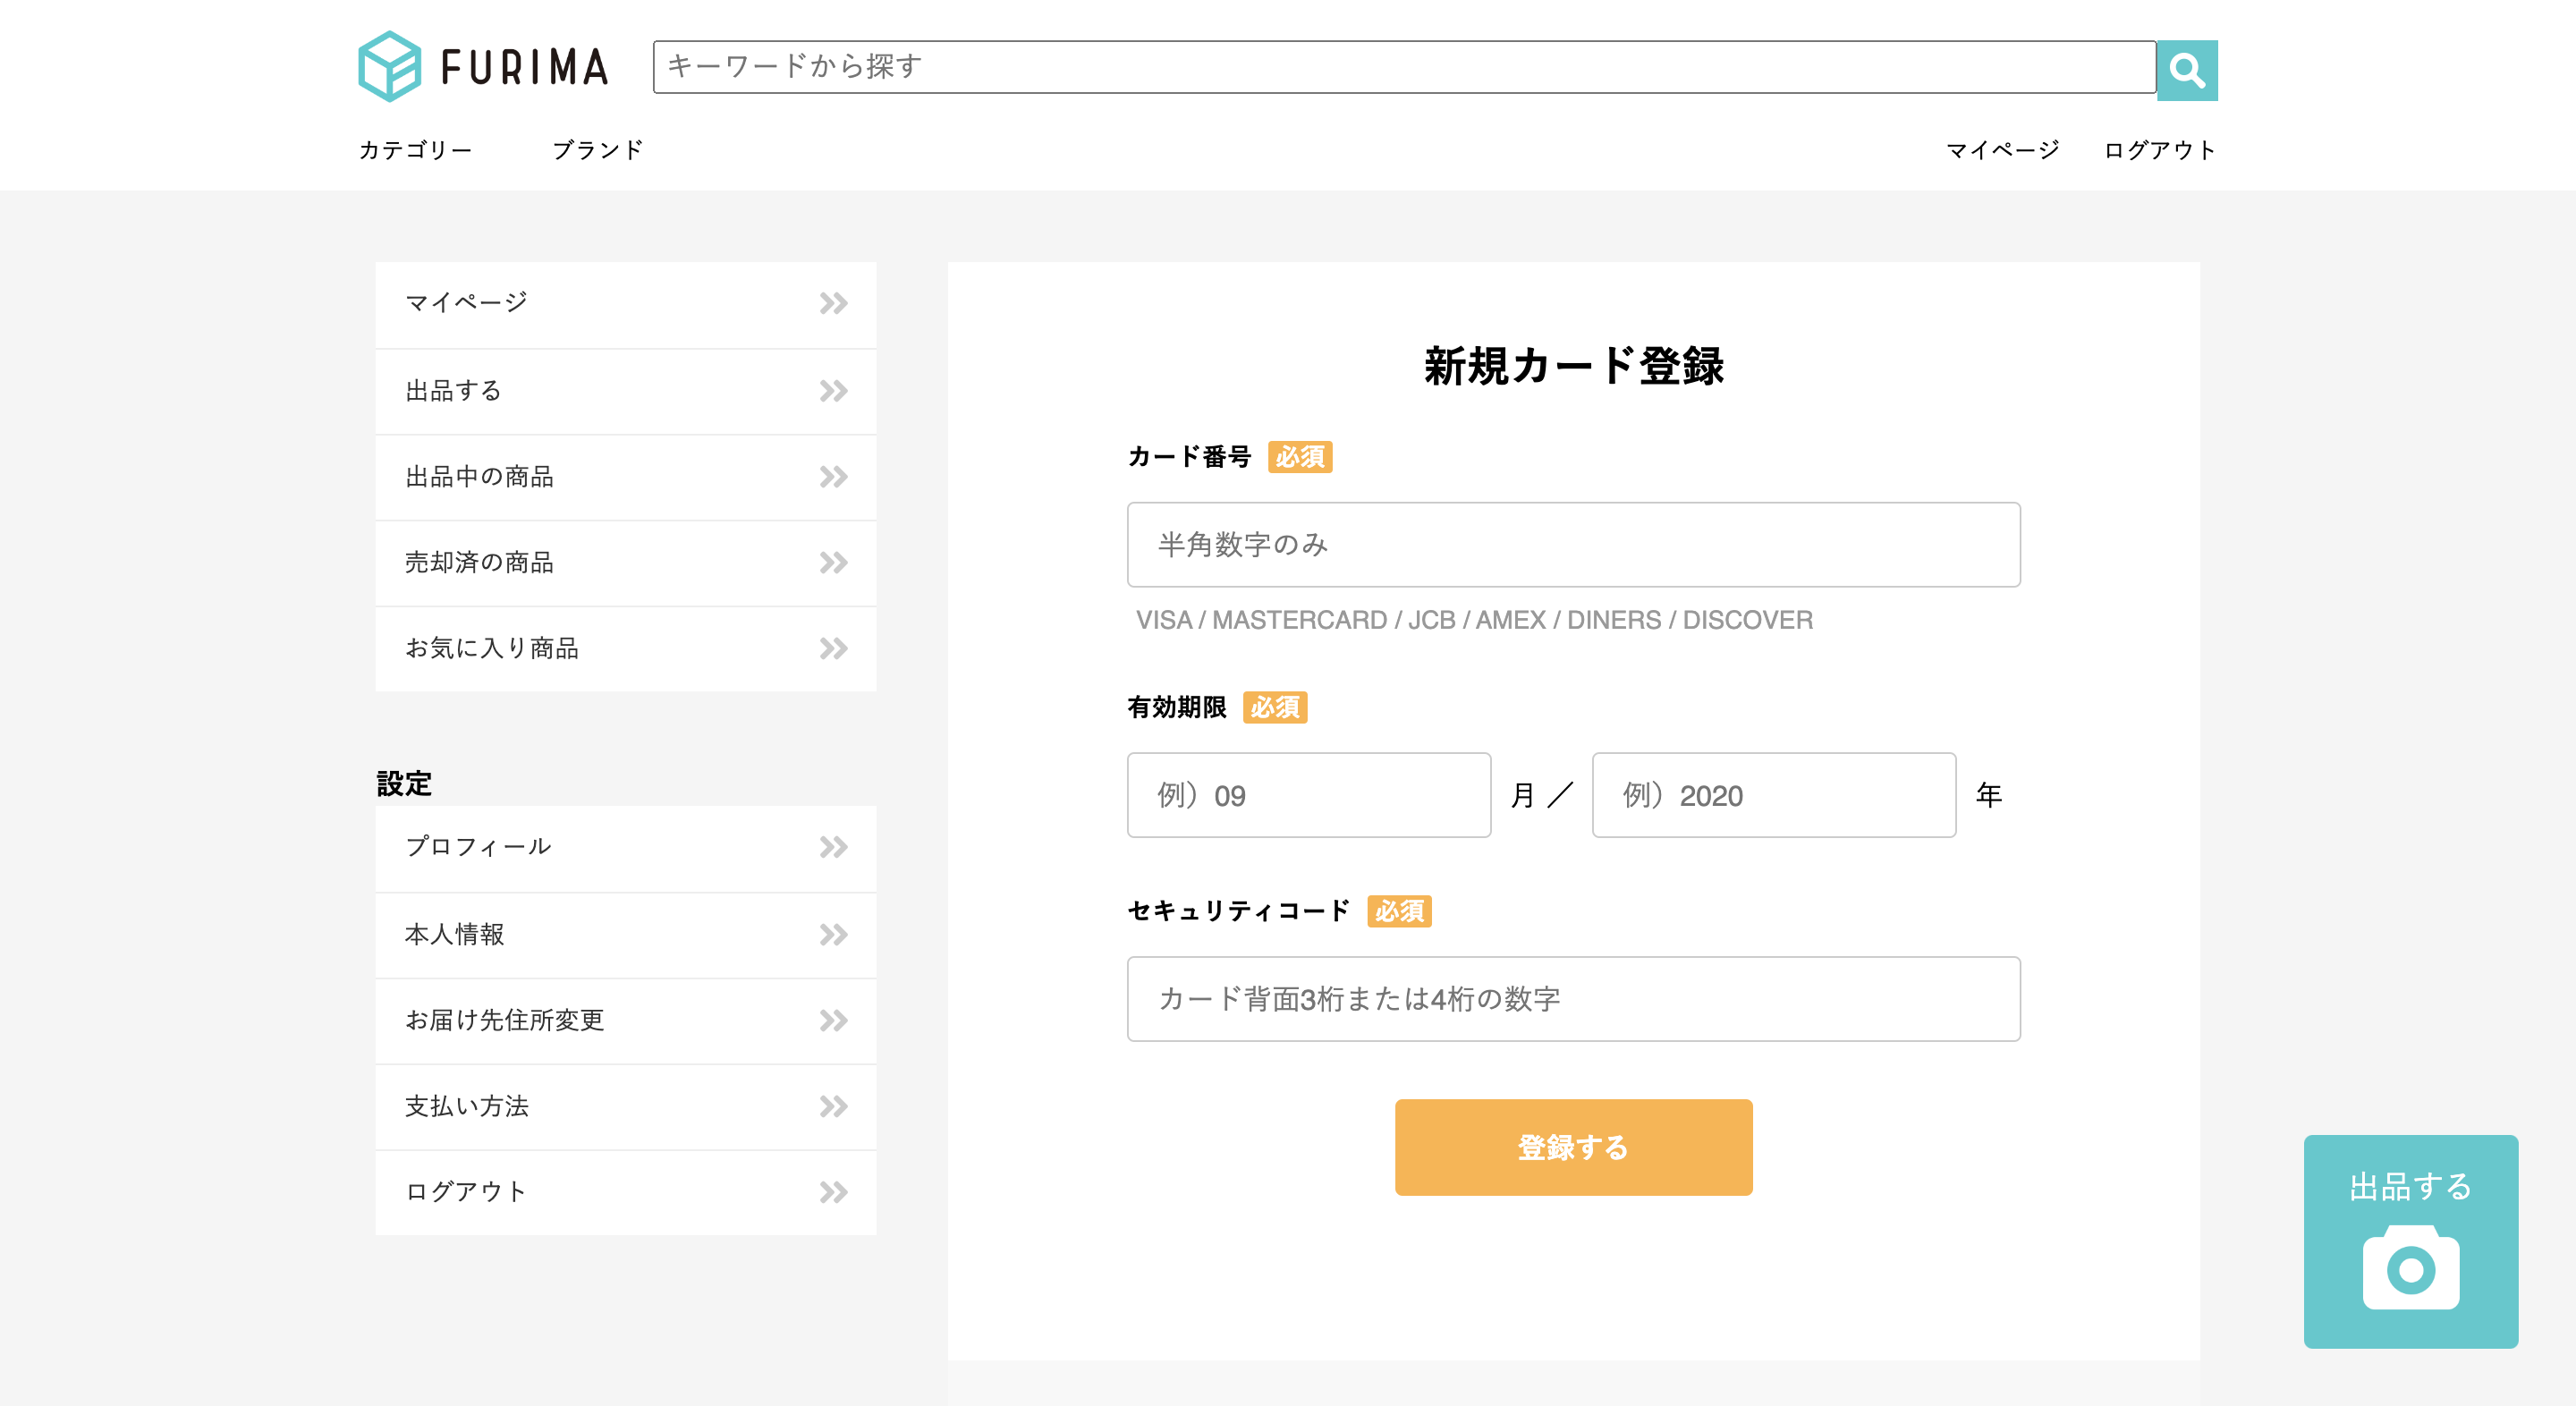 FURIMA
キーワードから探す
カテゴリー ブランド マイページ ログアウト
マイページ
出品する
出品中の商品
売却済の商品
お気に入り商品
設定
プロフィール
本人情報
お届け先住所変更
支払い方法
ログアウト
新規カード登録
カード番号 必須
半角数字のみ
VISA / MASTERCARD / JCB / AMEX / DINERS / DISCOVER
有効期限 必須
例）09 月 ／ 例）2020 年
セキュリティコード 必須
カード背面3桁または4桁の数字
登録する
出品する